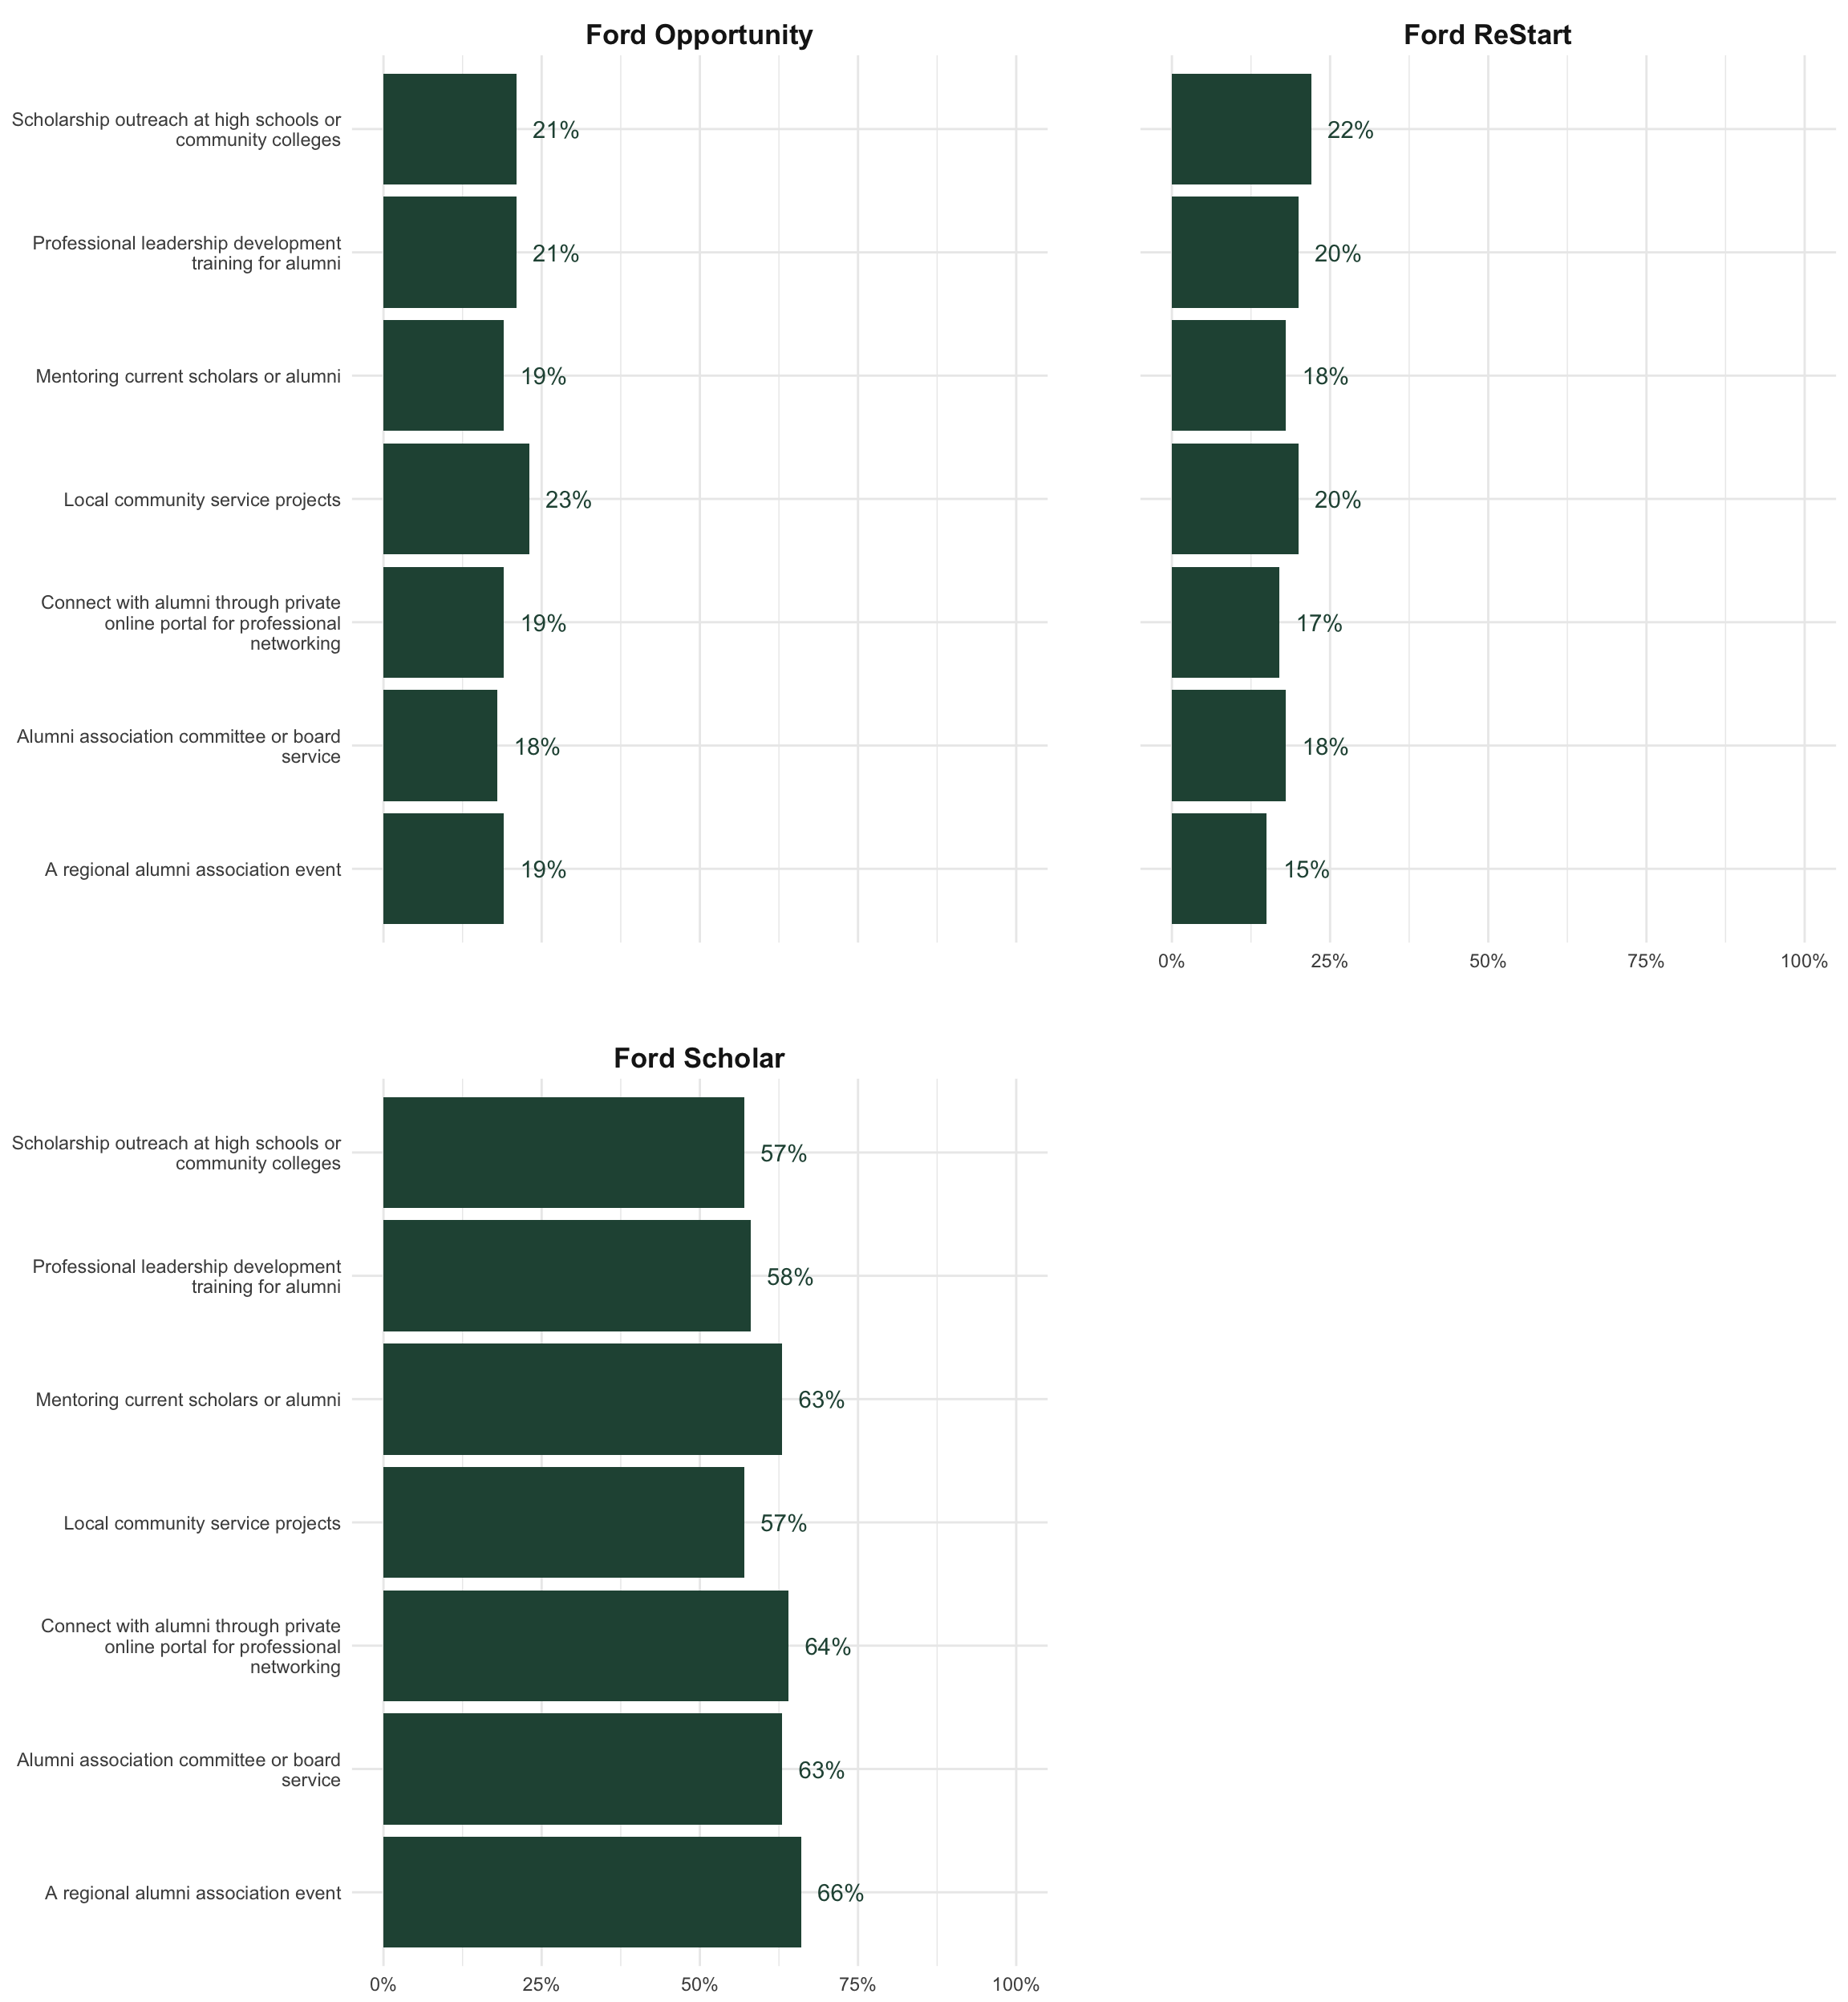 Ford Opportunity
Scholarship outreach at high schools or
community colleges
21%
Professional leadership development
training for alumni
21%
Mentoring current scholars or alumni
19%
Local community service projects
23%
Connect with alumni through private
online portal for professional
networking
19%
Alumni association committee or board
service
18%
A regional alumni association event
19%
Ford ReStart
22%
20%
18%
20%
17%
18%
15%
0% 25% 50% 75% 100%
Ford Scholar
Scholarship outreach at high schools or
community colleges
57%
Professional leadership development
training for alumni
58%
Mentoring current scholars or alumni
63%
Local community service projects
57%
Connect with alumni through private
online portal for professional
networking
64%
Alumni association committee or board
service
63%
A regional alumni association event
66%
0% 25% 50% 75% 100%